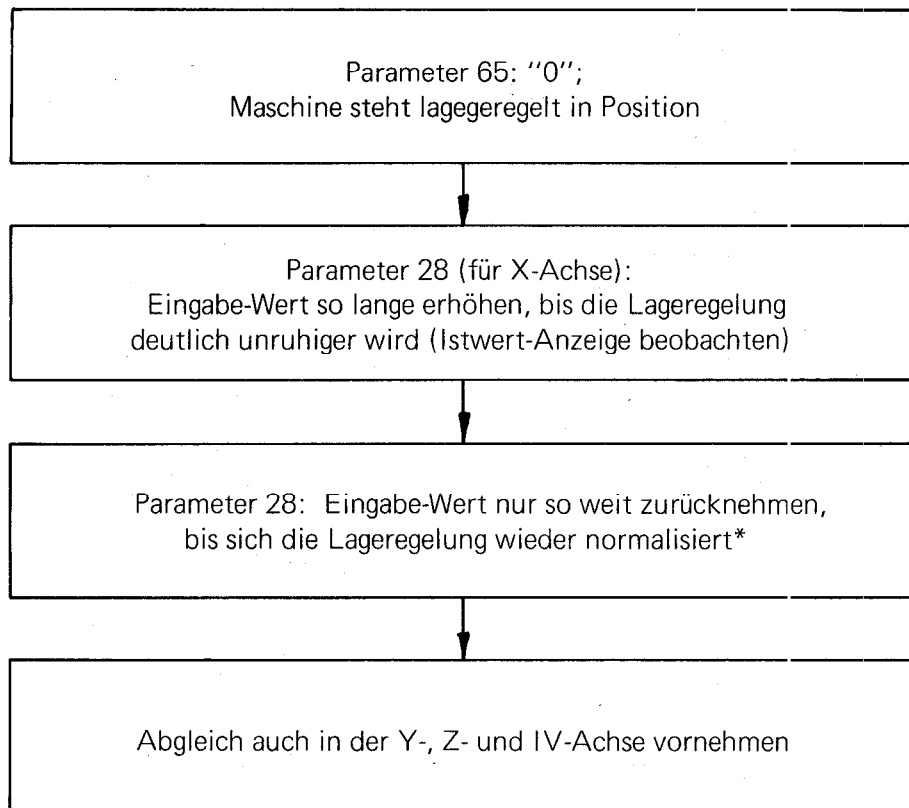 Parameter 65: “0”;
Maschine steht lagegeregelt in Position
Parameter 28 (für X-Achse):
Eingabe-Wert so lange erhöhen, bis die Lageregelung
deutlich unruhiger wird (Istwert-Anzeige beobachten)
Parameter 28: Eingabe-Wert nur so weit zurücknehmen,
bis sich die Lageregelung wieder normalisiert*
Abgleich auch in der Y-, Z- und IV-Achse vornehmen